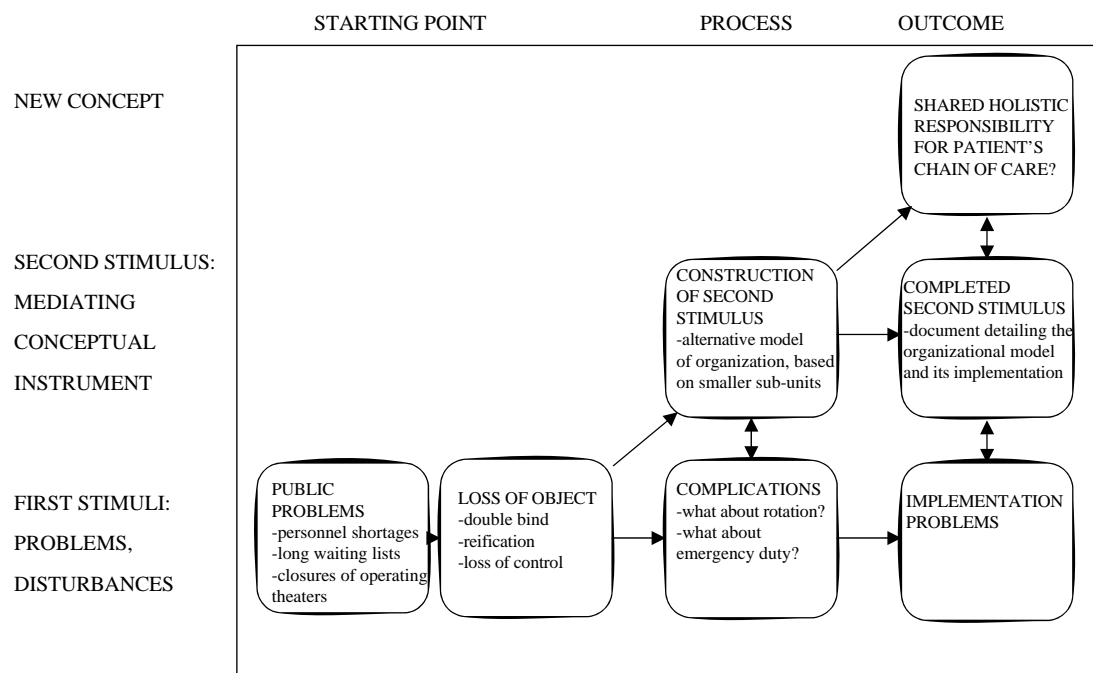 STARTING POINT
PROCESS
OUTCOME
NEW CONCEPT
SHARED HOLISTIC
RESPONSIBILITY
FOR PATIENT'S
CHAIN OF CARE?
SECOND STIMULUS:
MEDIATING
CONCEPTUAL
INSTRUMENT
CONSTRUCTION
OF SECOND
STIMULUS
-alternative model
of organization, based
on smaller sub-units
COMPLETED
SECOND STIMULUS
-document detailing the
organizational model
and its implementation
FIRST STIMULI:
PROBLEMS,
DISTURBANCES
PUBLIC
PROBLEMS
-personnel shortages
-long waiting lists
-closures of operating
theaters
LOSS OF OBJECT
-double bind
-reification
-loss of control
COMPLICATIONS
-what about rotation?
-what about
emergency duty?
IMPLEMENTATION
PROBLEMS